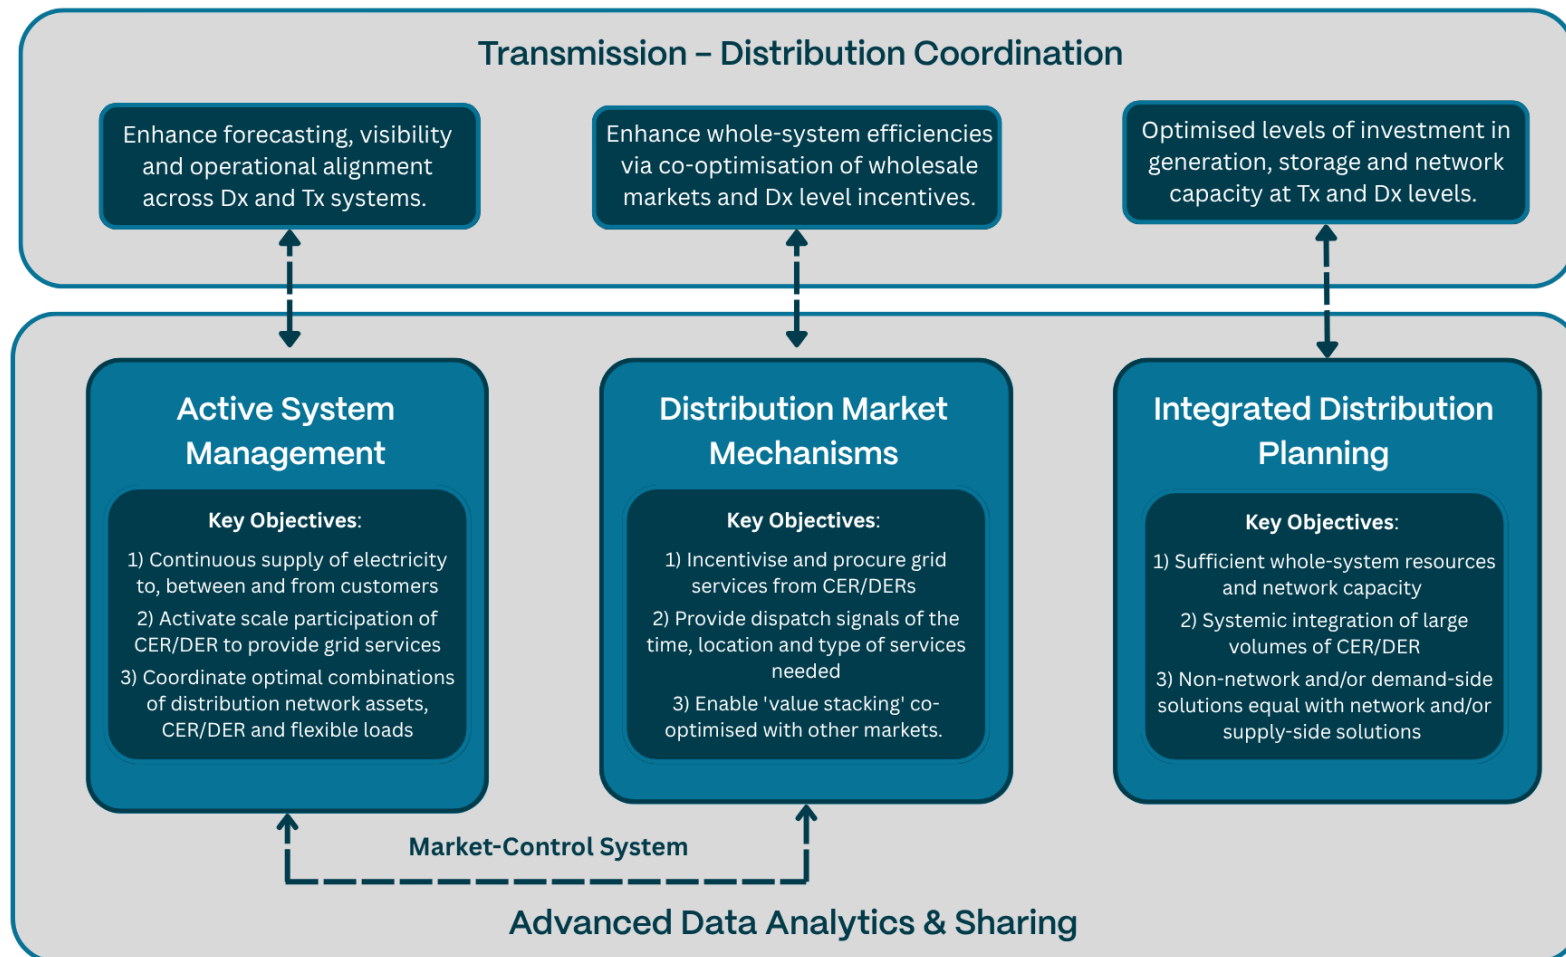 Transmission – Distribution Coordination
Enhance forecasting, visibility
and operational alignment
across Dx and Tx systems.
Enhance whole-system efficiencies
via co-optimisation of wholesale
markets and Dx level incentives.
Optimised levels of investment in
generation, storage and network
capacity at Tx and Dx levels.
Active System
Management
Key Objectives:
1) Continuous supply of electricity
to, between and from customers
2) Activate scale participation of
CER/DER to provide grid services
3) Coordinate optimal combinations
of distribution network assets,
CER/DER and flexible loads
Distribution Market
Mechanisms
Key Objectives:
1) Incentivise and procure grid
services from CER/DERs
2) Provide dispatch signals of the
time, location and type of services
needed
3) Enable 'value stacking' co-
optimised with other markets.
Integrated Distribution
Planning
Key Objectives:
1) Sufficient whole-system resources
and network capacity
2) Systemic integration of large
volumes of CER/DER
3) Non-network and/or demand-side
solutions equal with network and/or
supply-side solutions
Market-Control System
Advanced Data Analytics & Sharing